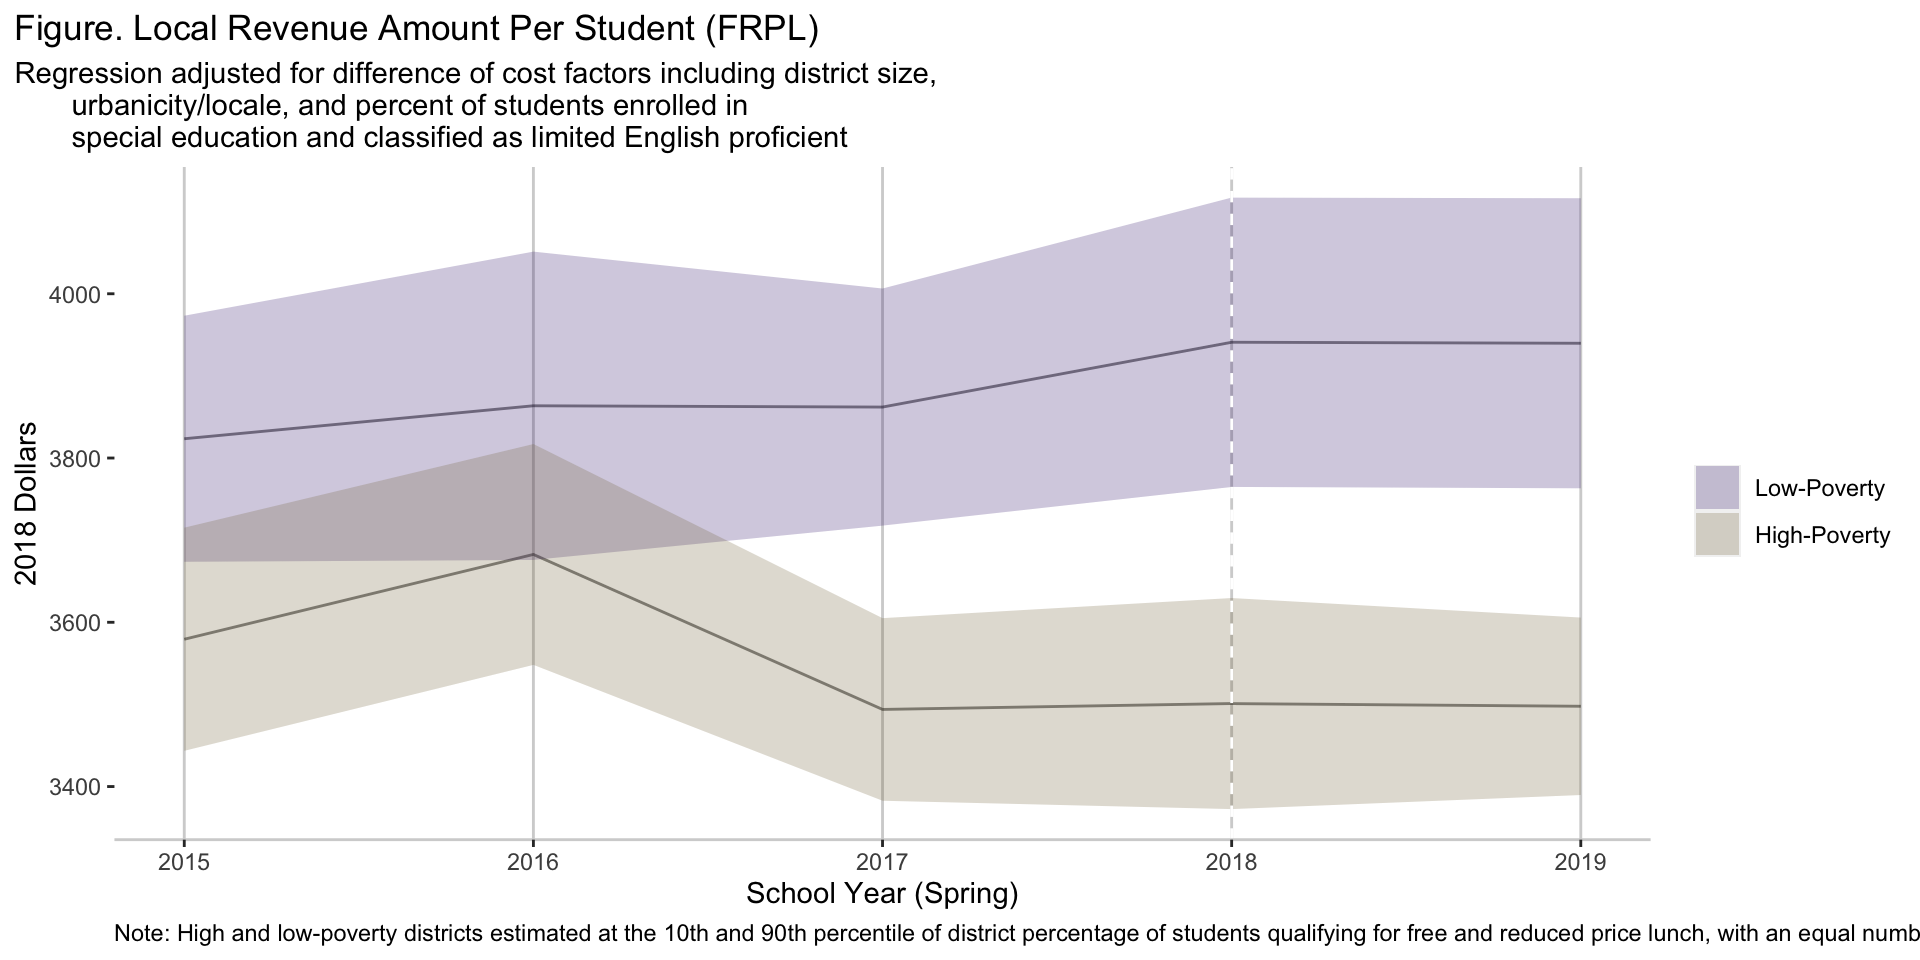 Figure. Local Revenue Amount Per Student (FRPL)
Regression adjusted for difference of cost factors including district size,
urbanicity/locale, and percent of students enrolled in
special education and classified as limited English proficient
4000
3800
3600
3400
2018 Dollars
Low-Poverty
High-Poverty
2015
2016
2017
2018
2019
School Year (Spring)
Note: High and low-poverty districts estimated at the 10th and 90th percentile of district percentage of students qualifying for free and reduced price lunch, with an equal numb